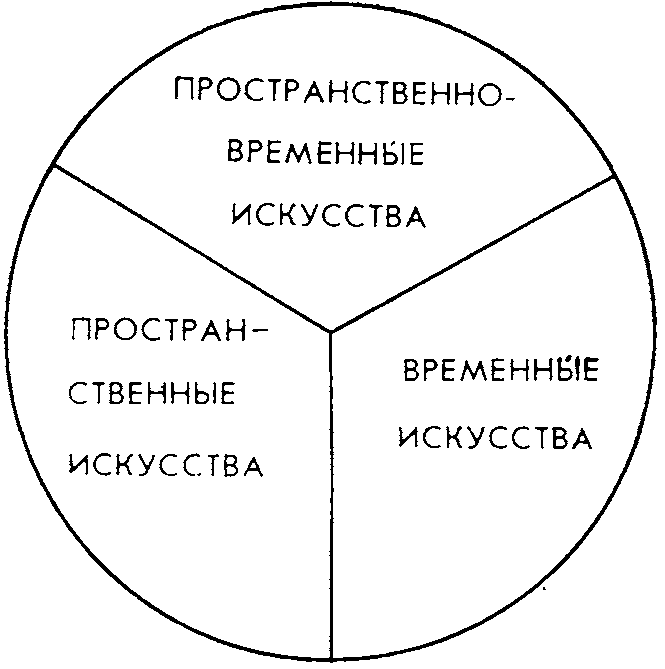 ПРОСТРАНСТВЕННО-
ВРЕМЕННЫЕ
ИСКУССТВА
ПРОСТРАН-
СТВЕННЫЕ
ИСКУССТВА
ВРЕМЕННЫЕ
ИСКУССТВА